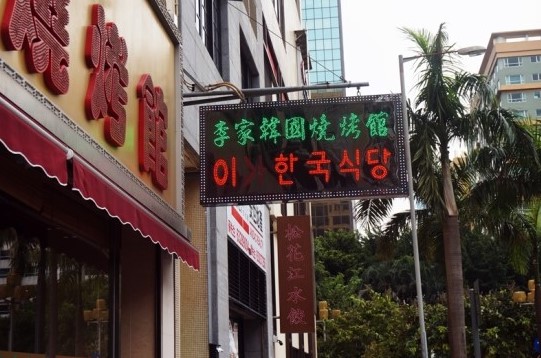 燒烤館
李家韓國燒烤館
이가한국식당
松花江水餃